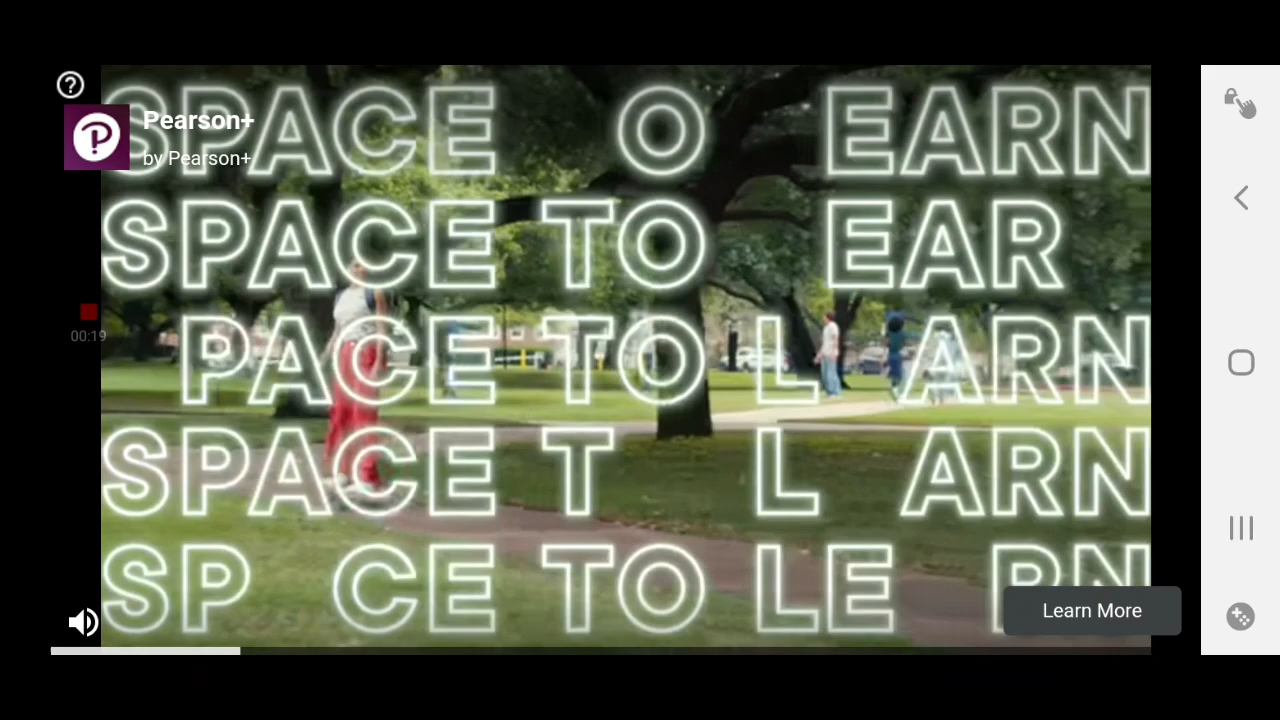 Pearson+
by Pearson+
SPACE O EARN
SPACE TO EAR
PACE TO L ARN
SPACE T L ARN
SP CE TO LE RN
00:19
Learn More